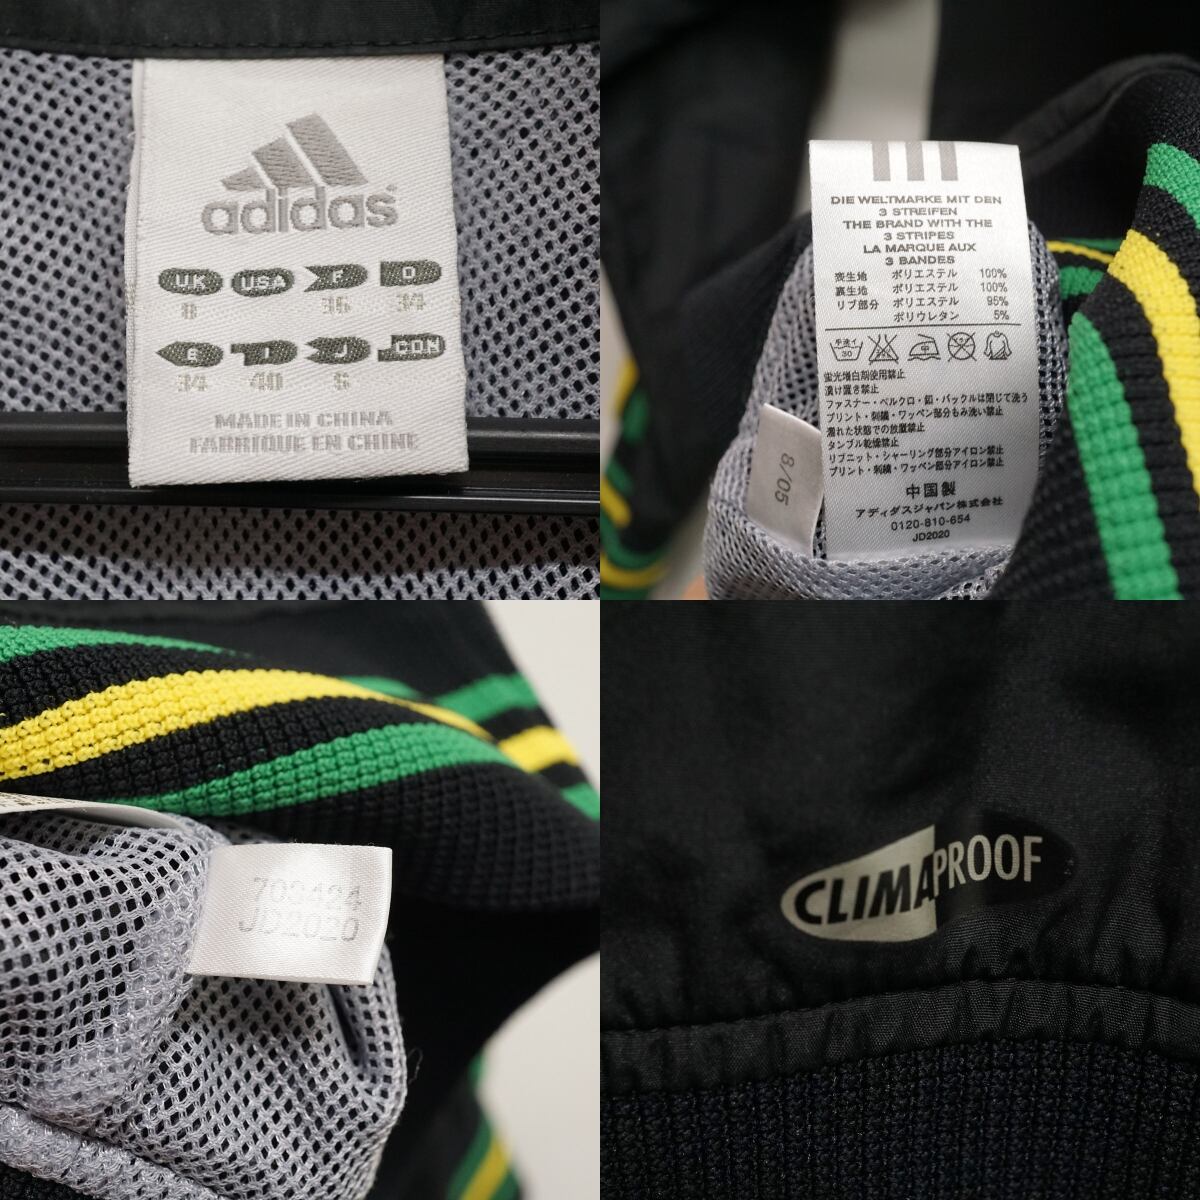 adidas
UK USA F D
8 36 34
E I J CDN
34 40 S
MADE IN CHINA
FABRIQUE EN CHINE
DIE WELTMARKE MIT DEN
3 STREIFEN
THE BRAND WITH THE
3 STRIPES
LA MARQUE AUX
3 BANDES
表生地 ポリエステル 100%
裏生地 ポリエステル 100%
リブ部分 ポリエステル 95%
ポリウレタン 5%
手洗イ
30
蛍光増白剤使用禁止
漬け置き禁止
ファスナー・ベルクロ・釦・バックルは閉じて洗う
プリント・刺繍・ワッペン部分もみ洗い禁止
濡れた状態での放置禁止
タンブル乾燥禁止
リブニット・シャーリング部分アイロン禁止
プリント・刺繍・ワッペン部分アイロン禁止
中国製
アディダスジャパン株式会社
0120-810-654
JD2020
8/05
709424
JD2020
CLIMAPROOF